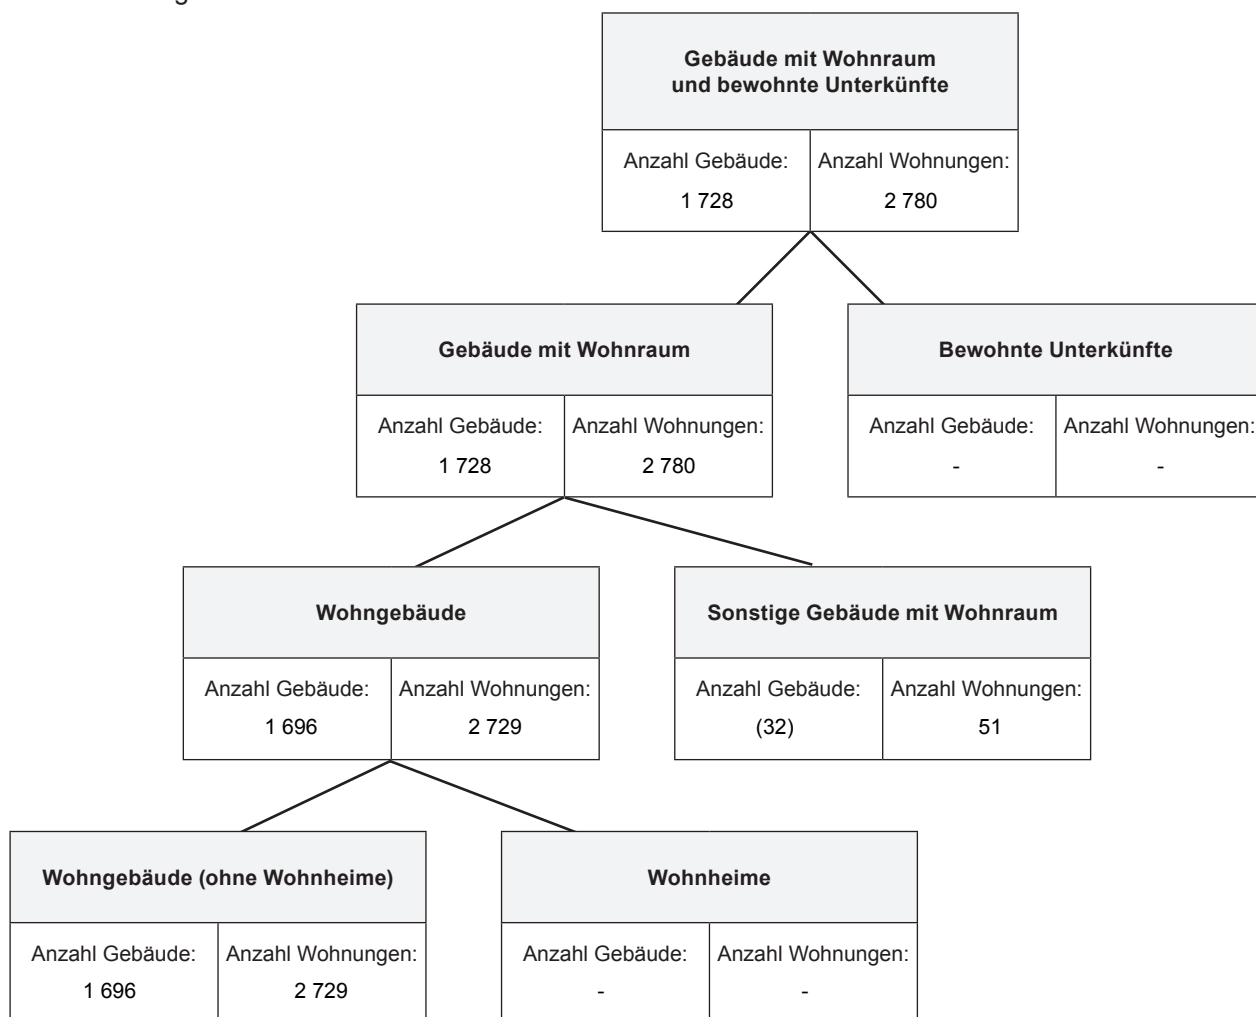 Gebäude mit Wohnraum
und bewohnte Unterkünfte
Anzahl Gebäude: Anzahl Wohnungen:
1 728 2 780
Gebäude mit Wohnraum Bewohnte Unterkünfte
Anzahl Gebäude: Anzahl Wohnungen: Anzahl Gebäude: Anzahl Wohnungen:
1 728 2 780 - -
Wohngebäude Sonstige Gebäude mit Wohnraum
Anzahl Gebäude: Anzahl Wohnungen: Anzahl Gebäude: Anzahl Wohnungen:
1 696 2 729 (32) 51
Wohngebäude (ohne Wohnheime) Wohnheime
Anzahl Gebäude: Anzahl Wohnungen: Anzahl Gebäude: Anzahl Wohnungen:
1 696 2 729 - -